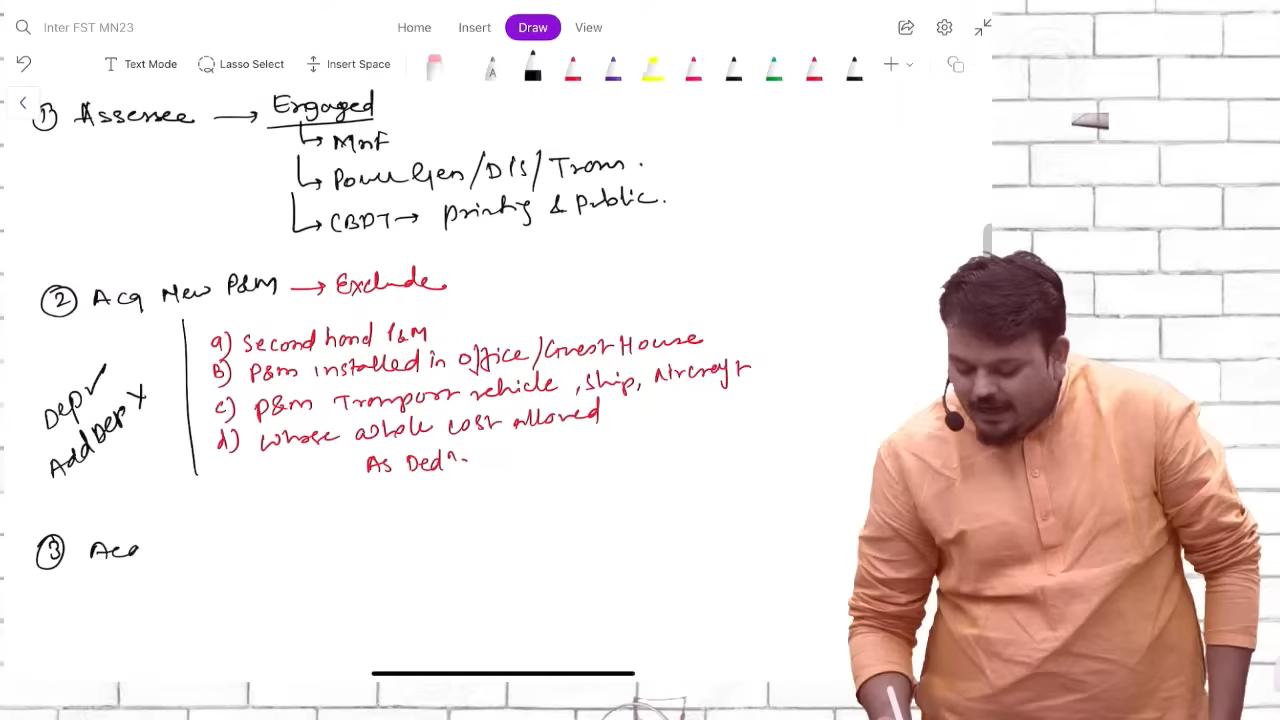 Inter FST MN23
Home Insert Draw View
Text Mode Lasso Select Insert Space
1) Assessee → Engaged
↳ Mnf
↳ Power Gen/DIS/Trans.
↳ CBDT → Printing & Public.
② Acq New P&M → Exclude
a) Second hand P&M
B) P&M installed in office/Guest House
c) P&M Transport vehicle, Ship, Aircraft
d) Whose whole cost allowed
As Dedn.
Depr ✓
Add Dep X
③ Acq